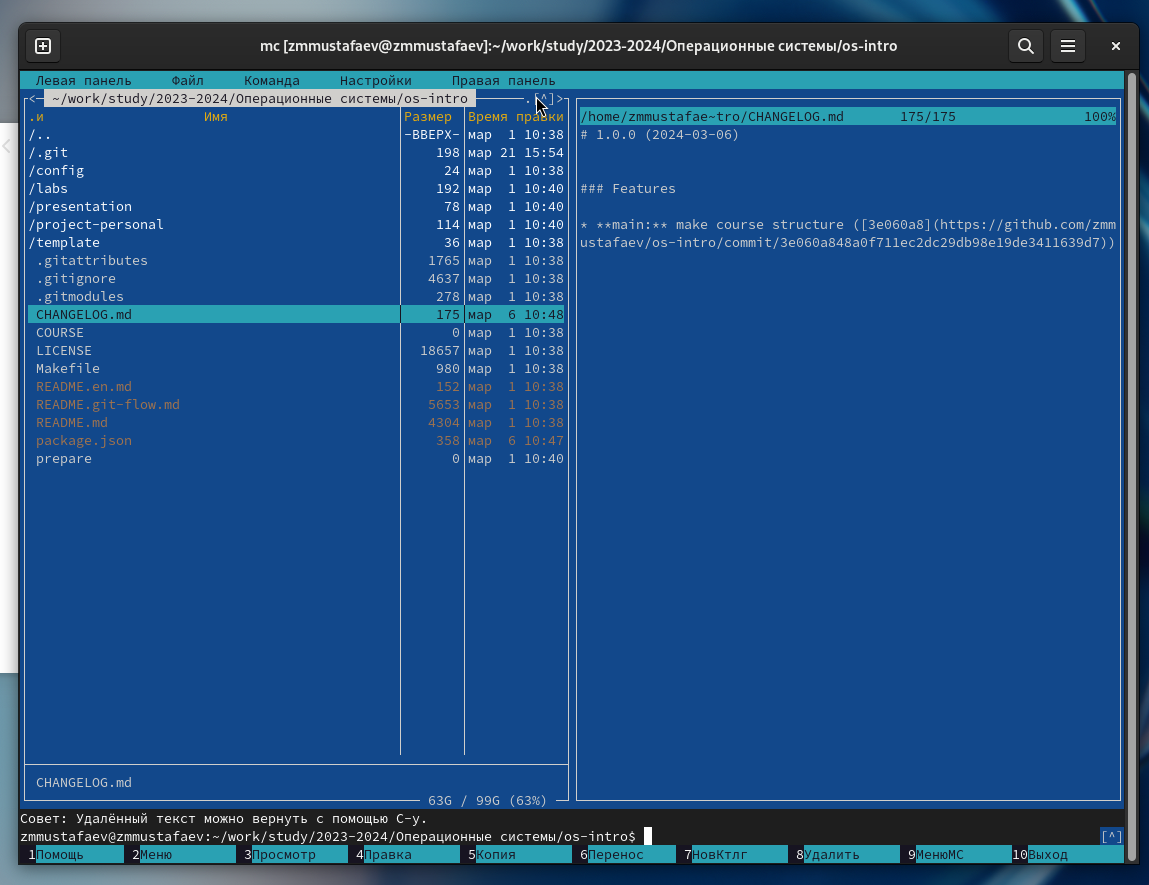 mc [zmmustafaev@zmmustafaev]:~/work/study/2023-2024/Операционные системы/os-intro
Левая панель Файл Команда Настройки Правая панель
<─ ~/work/study/2023-2024/Операционные системы/os-intro .[^]>
.и Имя Размер Время правки
/.. -ВВЕРХ- мар 1 10:38
/.git 198 мар 21 15:54
/config 24 мар 1 10:38
/labs 192 мар 1 10:40
/presentation 78 мар 1 10:40
/project-personal 114 мар 1 10:40
/template 36 мар 1 10:38
.gitattributes 1765 мар 1 10:38
.gitignore 4637 мар 1 10:38
.gitmodules 278 мар 1 10:38
CHANGELOG.md 175 мар 6 10:48
COURSE 0 мар 1 10:38
LICENSE 18657 мар 1 10:38
Makefile 980 мар 1 10:38
README.en.md 152 мар 1 10:38
README.git-flow.md 5653 мар 1 10:38
README.md 4304 мар 1 10:38
package.json 358 мар 6 10:47
prepare 0 мар 1 10:40
CHANGELOG.md
63G / 99G (63%)
/home/zmmustafae~tro/CHANGELOG.md 175/175 100%
# 1.0.0 (2024-03-06)
### Features
* **main:** make course structure ([3e060a8](https://github.com/zmm
ustafaev/os-intro/commit/3e060a848a0f711ec2dc29db98e19de3411639d7))
Совет: Удалённый текст можно вернуть с помощью C-y.
zmmustafaev@zmmustafaev:~/work/study/2023-2024/Операционные системы/os-intro$ [^]
1Помощь 2Меню 3Просмотр 4Правка 5Копия 6Перенос 7НовКтлг 8Удалить 9МенюMC 10Выход